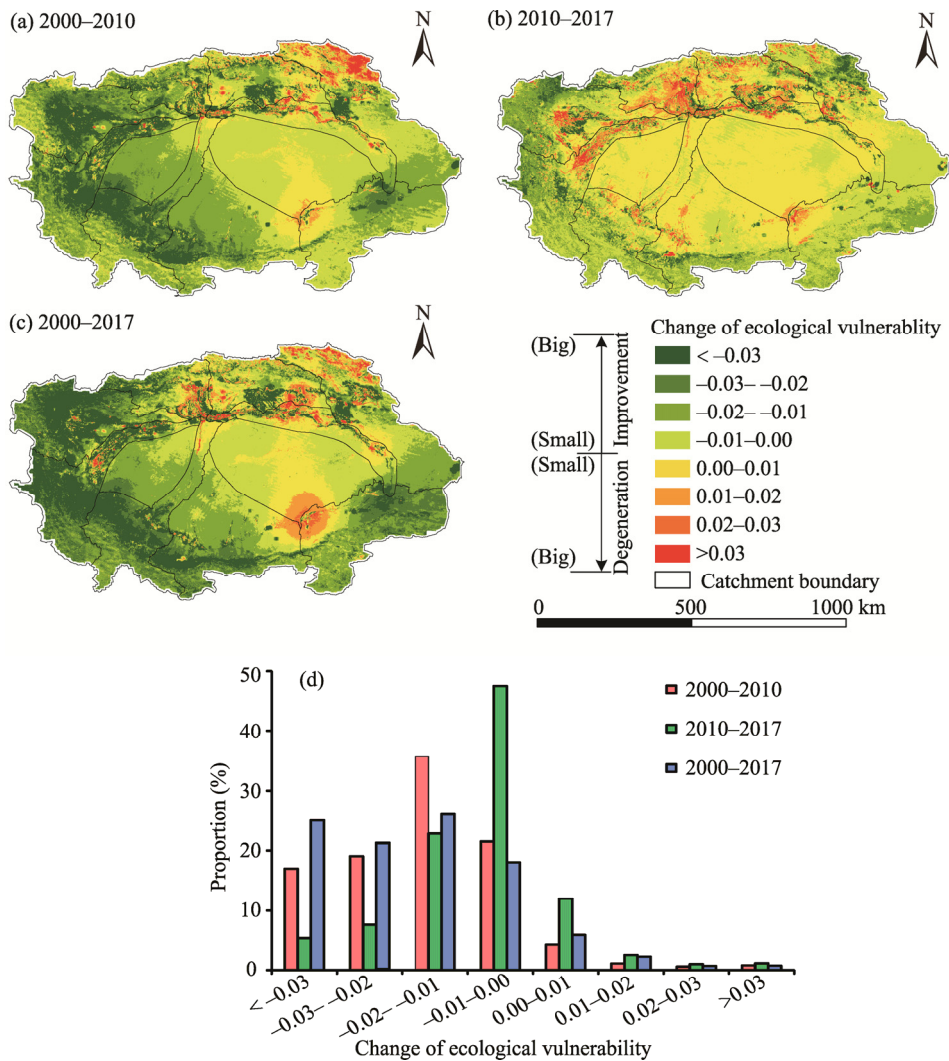 (a) 2000–2010
N
(b) 2010–2017
N
(c) 2000–2017
N
(Big)
(Small)
(Small)
(Big)
Improvement
Degeneration
Change of ecological vulnerablity
< –0.03
–0.03– –0.02
–0.02– –0.01
–0.01–0.00
0.00–0.01
0.01–0.02
0.02–0.03
>0.03
Catchment boundary
0 500 1000 km
(d)
2000–2010
2010–2017
2000–2017
Proportion (%)
50
40
30
20
10
0
< –0.03
–0.03– –0.02
–0.02– –0.01
–0.01–0.00
0.00–0.01
0.01–0.02
0.02–0.03
>0.03
Change of ecological vulnerability